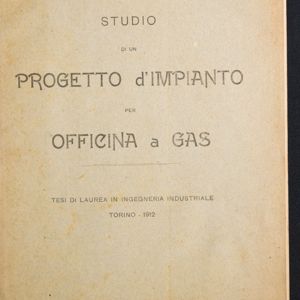 STUDIO
DI UN
PROGETTO d'IMPIANTO
PER
OFFICINA a GAS
TESI DI LAUREA IN INGEGNERIA INDUSTRIALE
TORINO - 1912